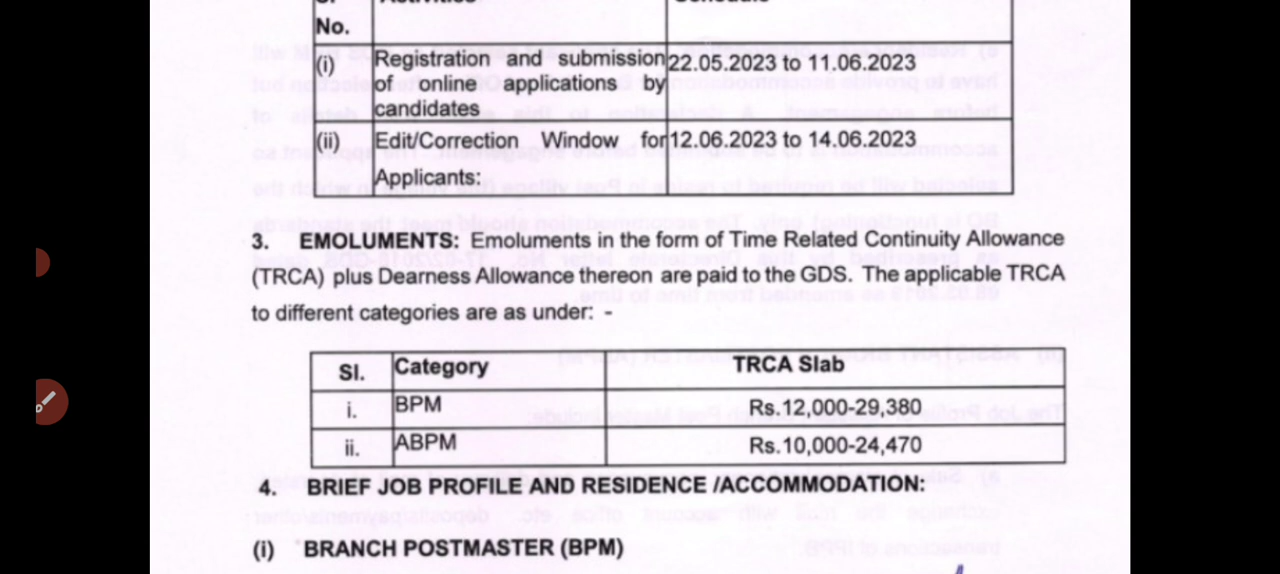 No.
(i) Registration and submission 22.05.2023 to 11.06.2023
of online applications by
candidates
(ii) Edit/Correction Window for 12.06.2023 to 14.06.2023
Applicants:
3. EMOLUMENTS: Emoluments in the form of Time Related Continuity Allowance
(TRCA) plus Dearness Allowance thereon are paid to the GDS. The applicable TRCA
to different categories are as under: -
Sl. Category TRCA Slab
i. BPM Rs.12,000-29,380
ii. ABPM Rs.10,000-24,470
4. BRIEF JOB PROFILE AND RESIDENCE /ACCOMMODATION:
(i) BRANCH POSTMASTER (BPM)